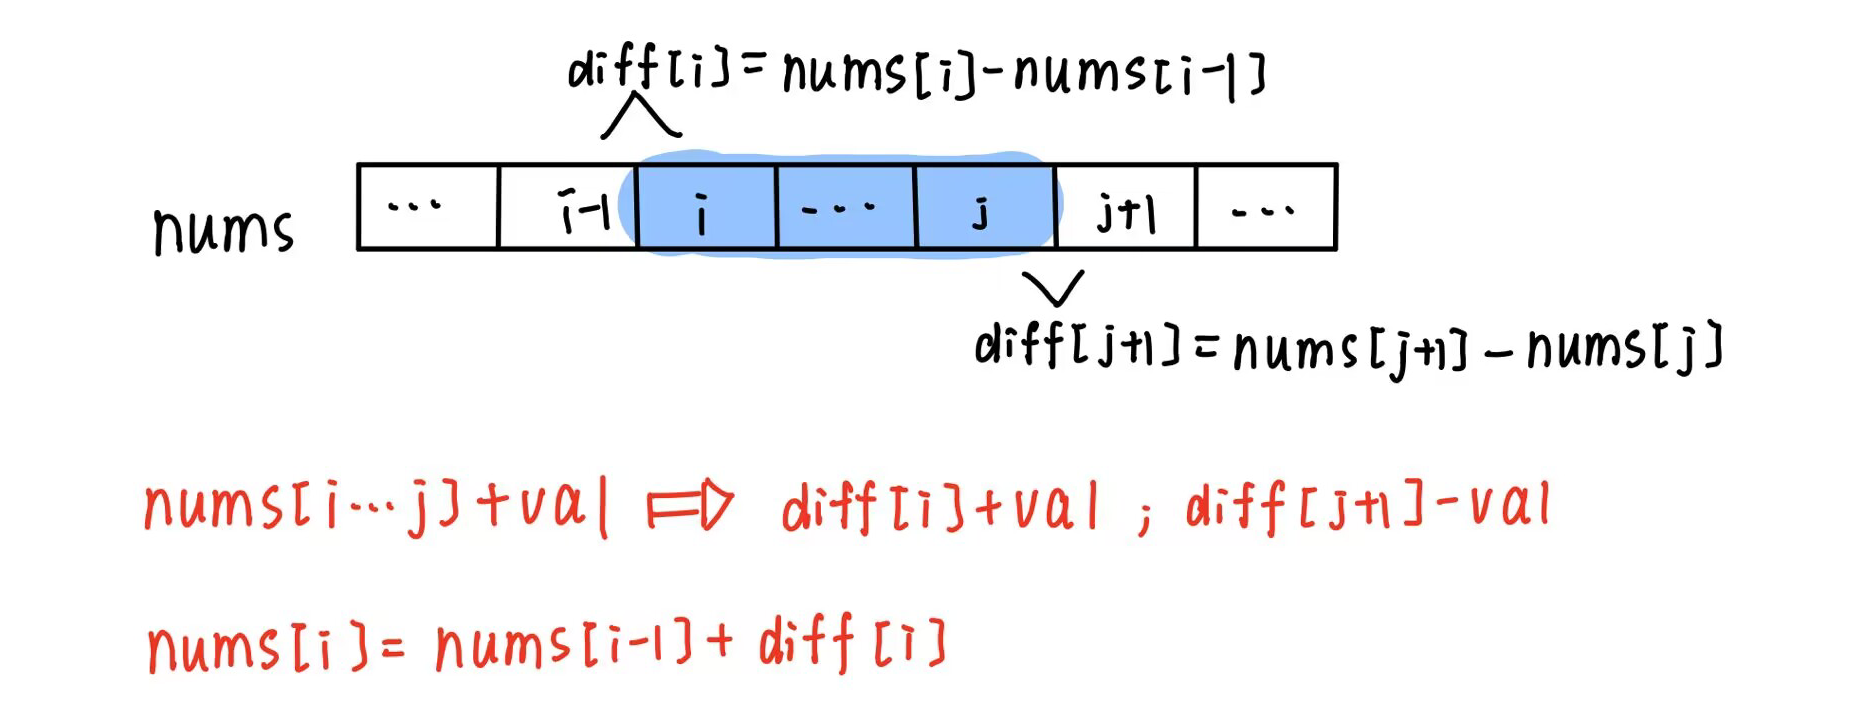 diff[i]=nums[i]-nums[i-1]
nums ... i-1 i ... j j+1 ...
diff[j+1]=nums[j+1]-nums[j]
nums[i...j]+val ⇒ diff[i]+val ; diff[j+1]-val
nums[i]=nums[i-1]+diff[i]